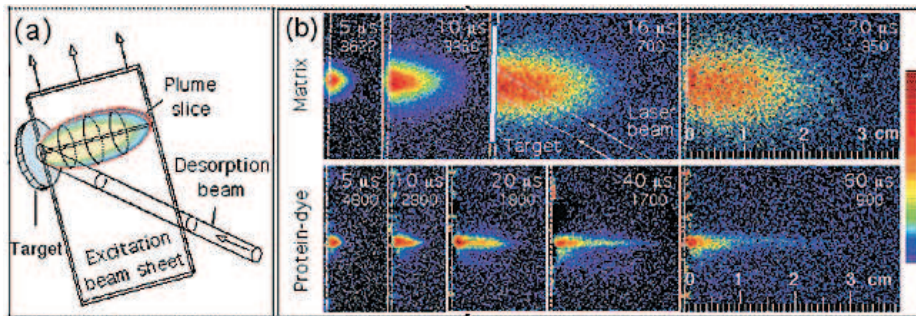 (a)
Plume
slice
Desorption
beam
Target
Excitation
beam sheet
(b)
Matrix
5 µs
3622
10 µs
16 µs
700
20 µs
350
Laser
beam
Target
0 1 2 3 cm
Protein-dye
5 µs
4800
10 µs
2800
20 µs
1800
40 µs
1700
60 µs
900
0 1 2 3 cm